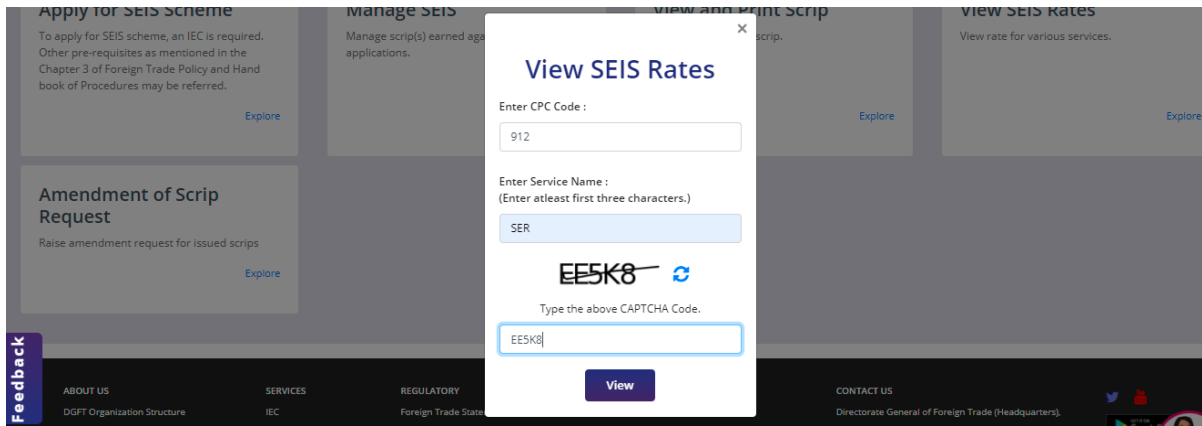 Apply for SEIS Scheme
To apply for SEIS scheme, an IEC is required.
Other pre-requisites as mentioned in the
Chapter 3 of Foreign Trade Policy and Hand
book of Procedures may be referred.
Explore
Manage SEIS
Manage scrip(s) earned aga
applications.
View and Print Scrip
scrip.
Explore
View SEIS Rates
View rate for various services.
Explore
Amendment of Scrip
Request
Raise amendment request for issued scrips
Explore
×
View SEIS Rates
Enter CPC Code :
912
Enter Service Name :
(Enter atleast first three characters.)
SER
EE5K8
Type the above CAPTCHA Code.
EE5K8
View
Feedback
ABOUT US
DGFT Organization Structure
SERVICES
IEC
REGULATORY
Foreign Trade State
CONTACT US
Directorate General of Foreign Trade (Headquarters),